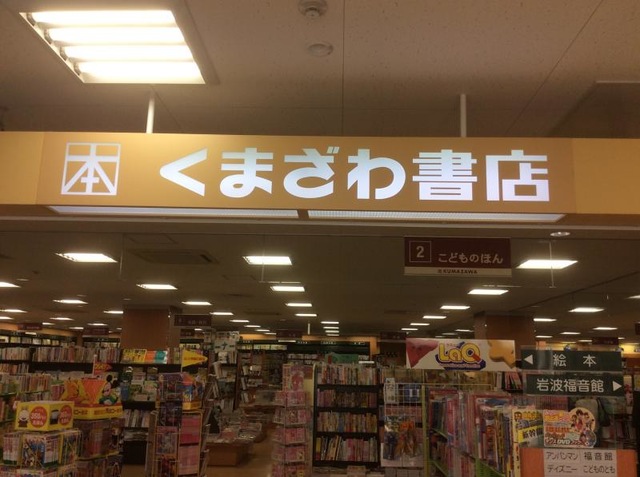 本 くまざわ書店
2 こどものほん
KUMAZAWA
LaQ
絵本
岩波福音館
アンパンマン 福音館
ディズニー こどものとも